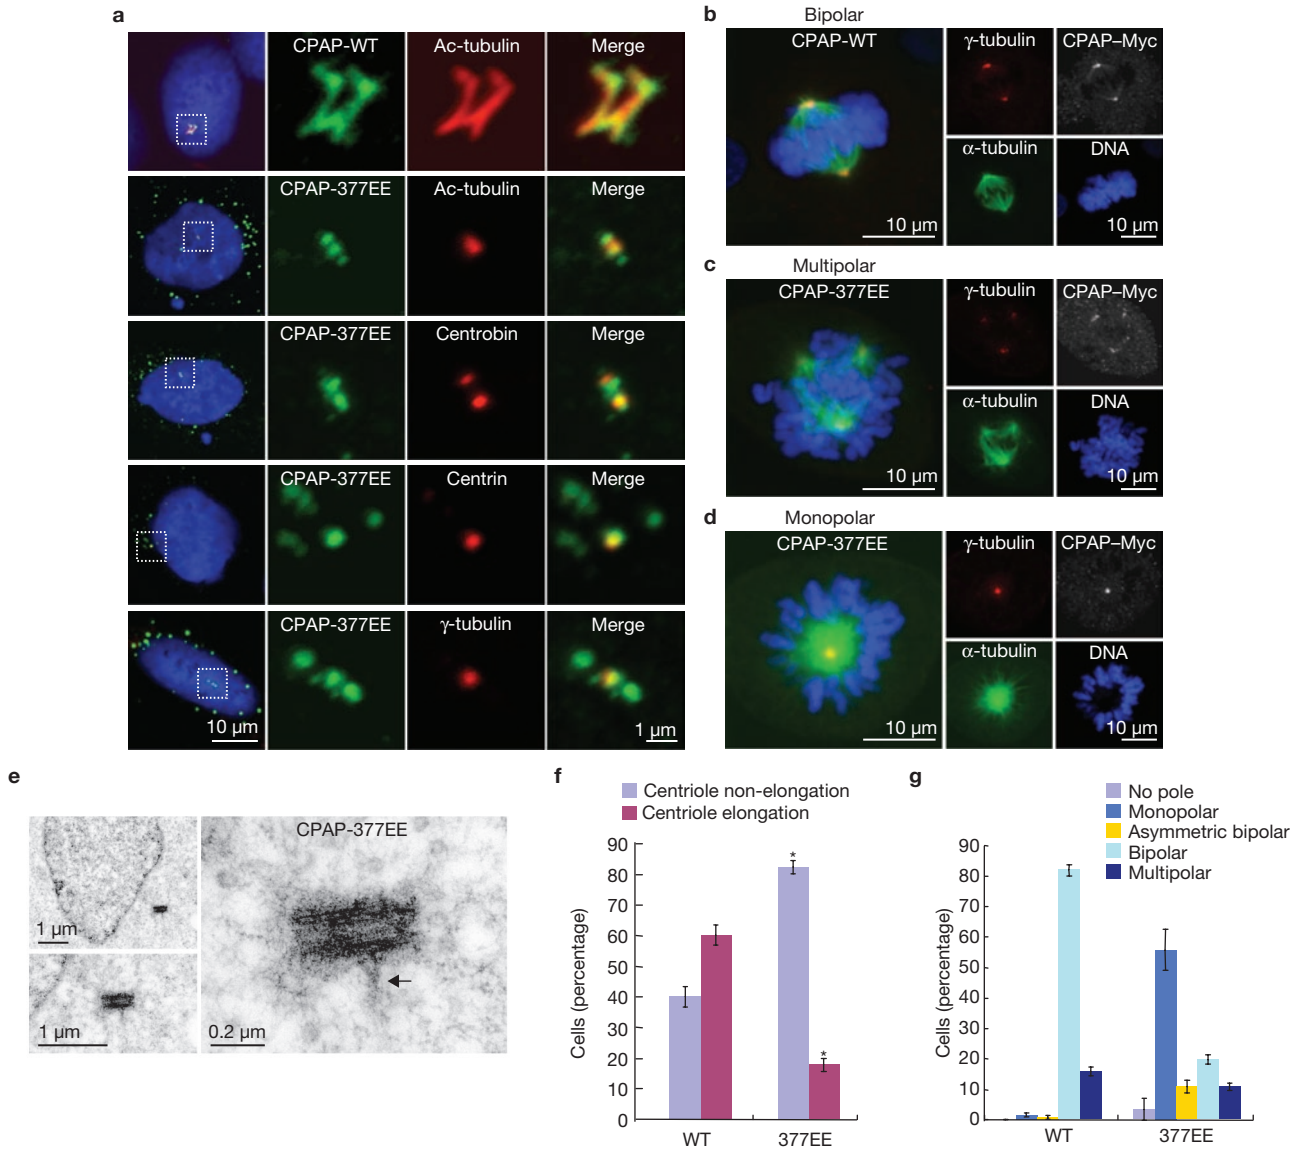 a
CPAP-WT Ac-tubulin Merge
CPAP-377EE Ac-tubulin Merge
CPAP-377EE Centrobin Merge
CPAP-377EE Centrin Merge
CPAP-377EE γ-tubulin Merge
10 µm 1 µm
b Bipolar
CPAP-WT γ-tubulin CPAP–Myc
α-tubulin DNA
10 µm 10 µm
c Multipolar
CPAP-377EE γ-tubulin CPAP–Myc
α-tubulin DNA
10 µm 10 µm
d Monopolar
CPAP-377EE γ-tubulin CPAP–Myc
α-tubulin DNA
10 µm 10 µm
e
CPAP-377EE
1 µm
1 µm
0.2 µm
f
Centriole non-elongation
Centriole elongation
Cells (percentage)
90
80
70
60
50
40
30
20
10
0
*
*
WT 377EE
g
No pole
Monopolar
Asymmetric bipolar
Bipolar
Multipolar
Cells (percentage)
90
80
70
60
50
40
30
20
10
0
WT 377EE